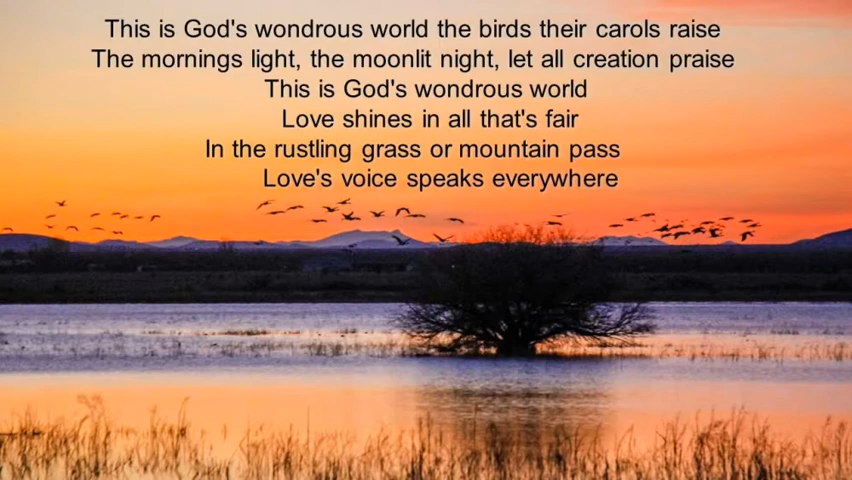 This is God's wondrous world the birds their carols raise
The mornings light, the moonlit night, let all creation praise
This is God's wondrous world
Love shines in all that's fair
In the rustling grass or mountain pass
Love's voice speaks everywhere